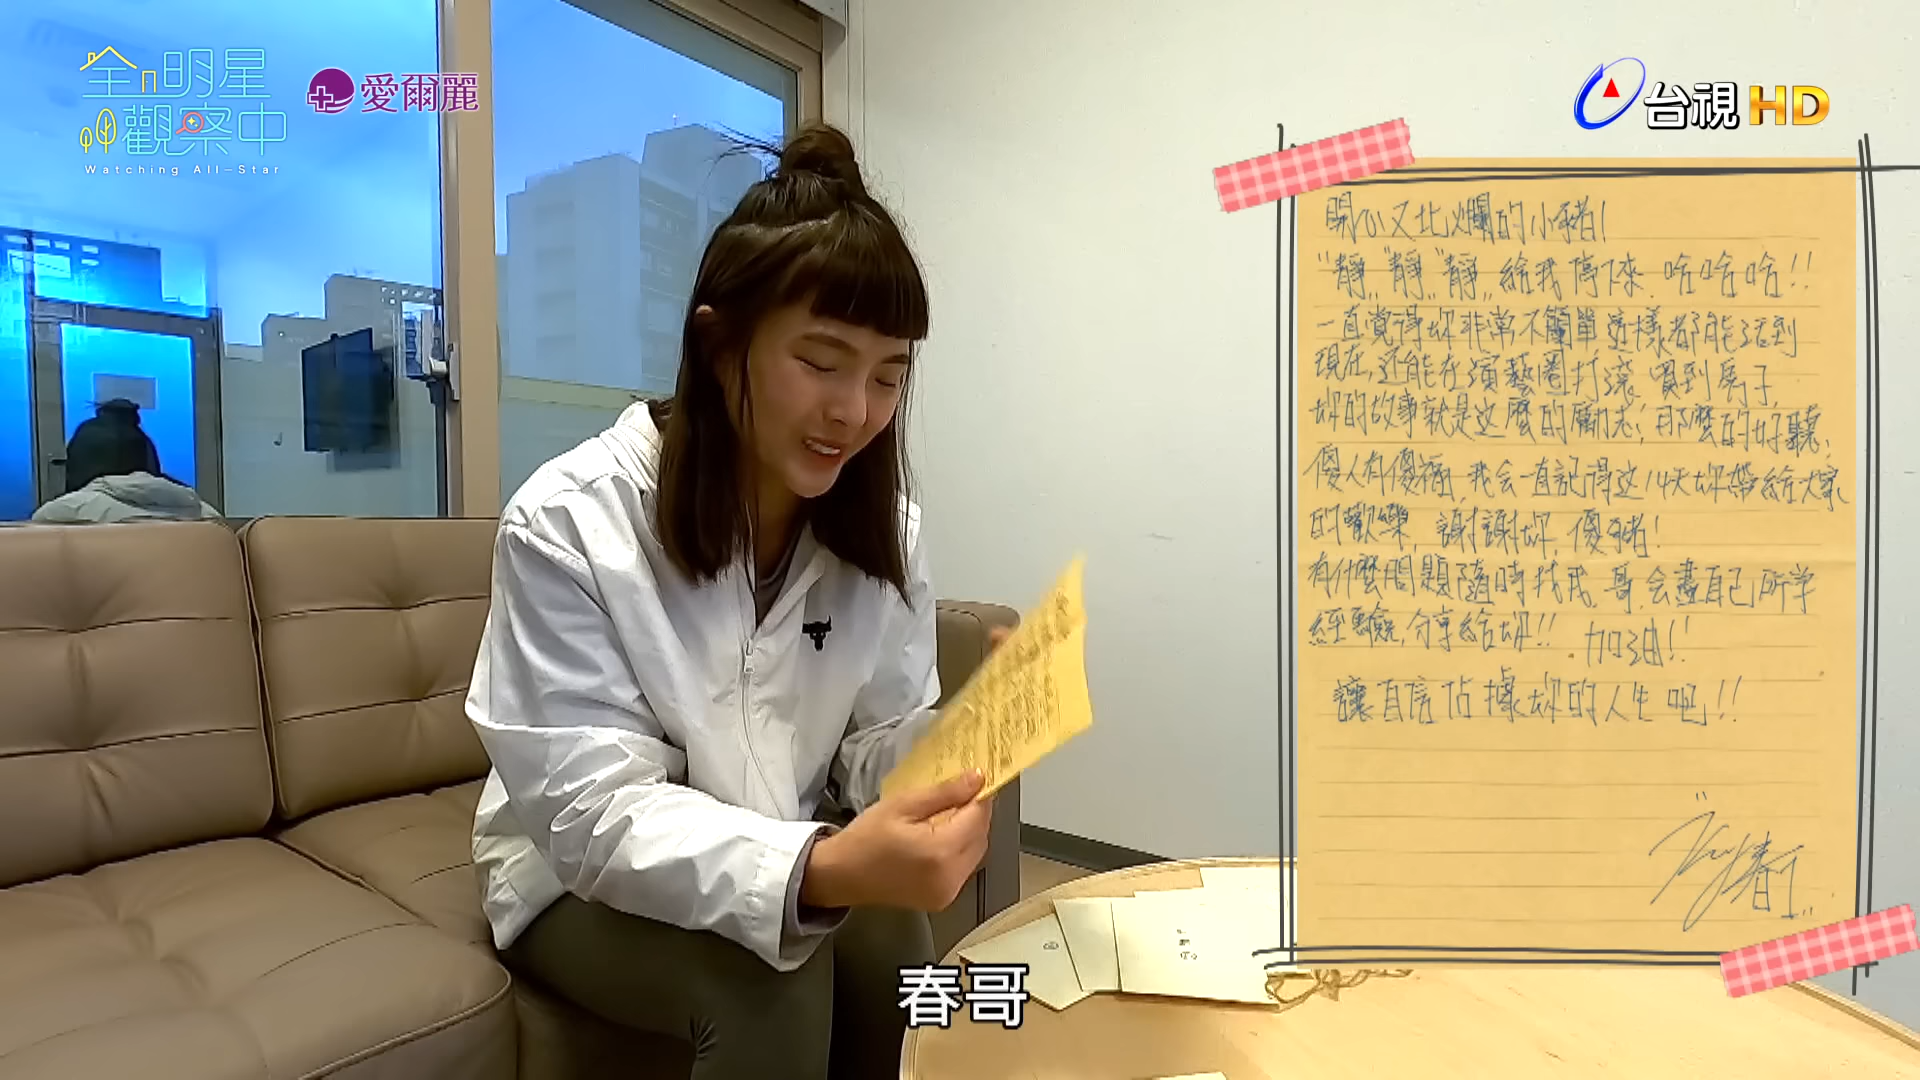 全明星
觀察中
Watching All-Star
愛爾麗
台視HD
開心又北爛的小豬!
"靜""靜""靜"給我停下來.哈哈哈!!
一直覺得妳非常不簡單這樣都能活到
現在,还能在演藝圈打滾.買到房子,
妳的故事就是这麼的勵志;那麼的好聽;
傻人有傻福,我会一直記得这14天妳帶給大家
的歡樂,謝謝妳,傻豬!
有什麼問題隨時找我.哥.会盡自己所学
經驗,分享給妳!!.加油!!
讓自信佔據妳的人生吧!!
春哥